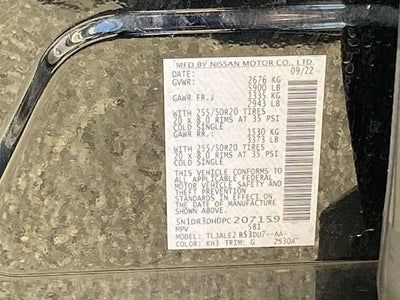 MFD BY NISSAN MOTOR CO., LTD.
DATE: 09/22
GVWR: 2676 KG
5900 LB
GAWR FR.: 1335 KG
2943 LB
WITH 255/50R20 TIRES
20 x 8.0 RIMS AT 35 PSI
COLD SINGLE
GAWR RR.: 1530 KG
3373 LB
WITH 255/50R20 TIRES
20 x 8.0 RIMS AT 35 PSI
COLD SINGLE
THIS VEHICLE CONFORMS TO
ALL APPLICABLE FEDERAL
MOTOR VEHICLE SAFETY AND
THEFT PREVENTION
STANDARDS IN EFFECT ON
THE DATE OF MANUFACTURE
SHOWN ABOVE
5N1DR3DH0PC207159
MPV 581
MODEL: TLJALE2 R53DU7--AA-
COLOR: KH3 TRIM: G 2530A